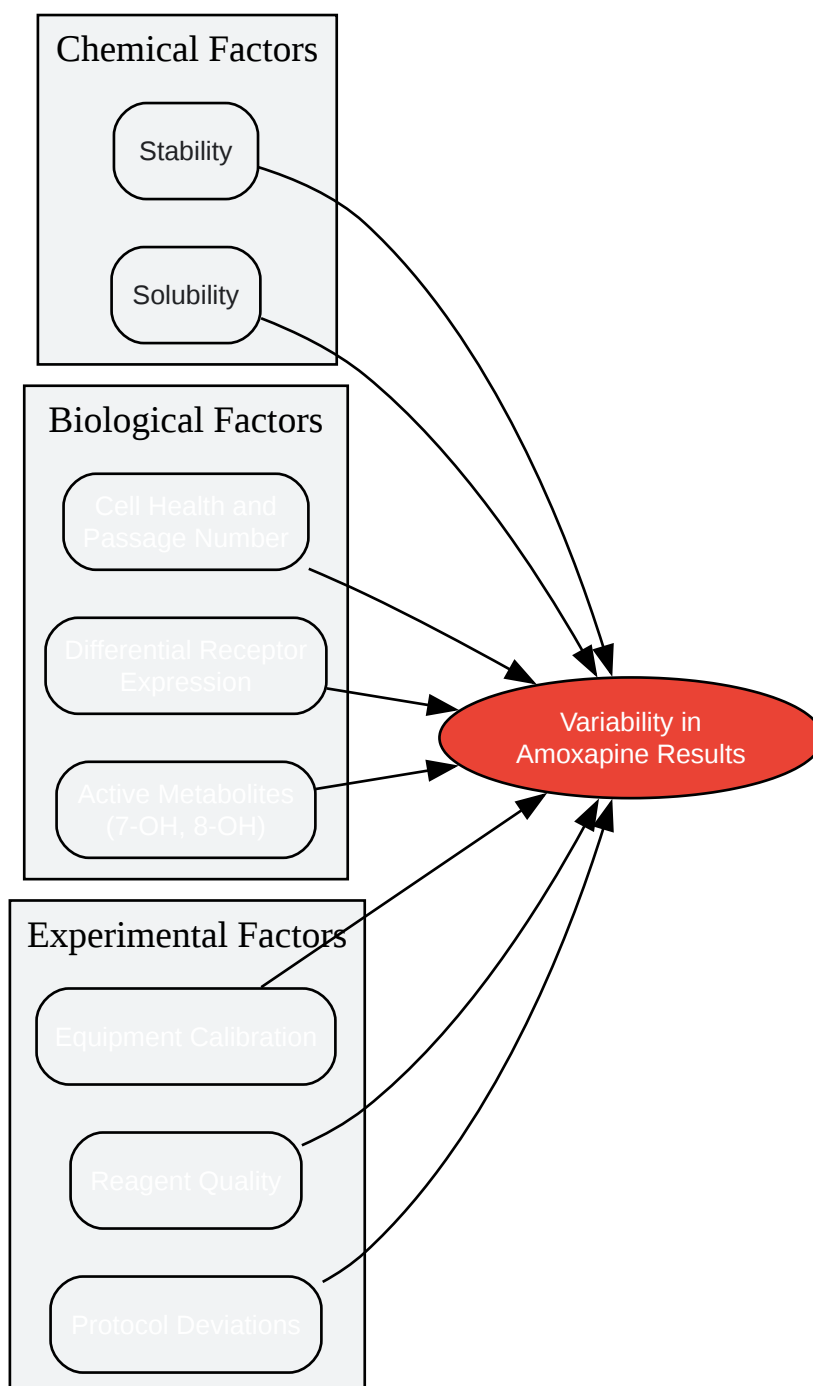 Chemical Factors
Stability
Solubility
Biological Factors
Cell Health and
Passage Number
Differential Receptor
Expression
Active Metabolites
(7-OH, 8-OH)
Variability in
Amoxapine Results
Experimental Factors
Equipment Calibration
Reagent Quality
Protocol Deviations